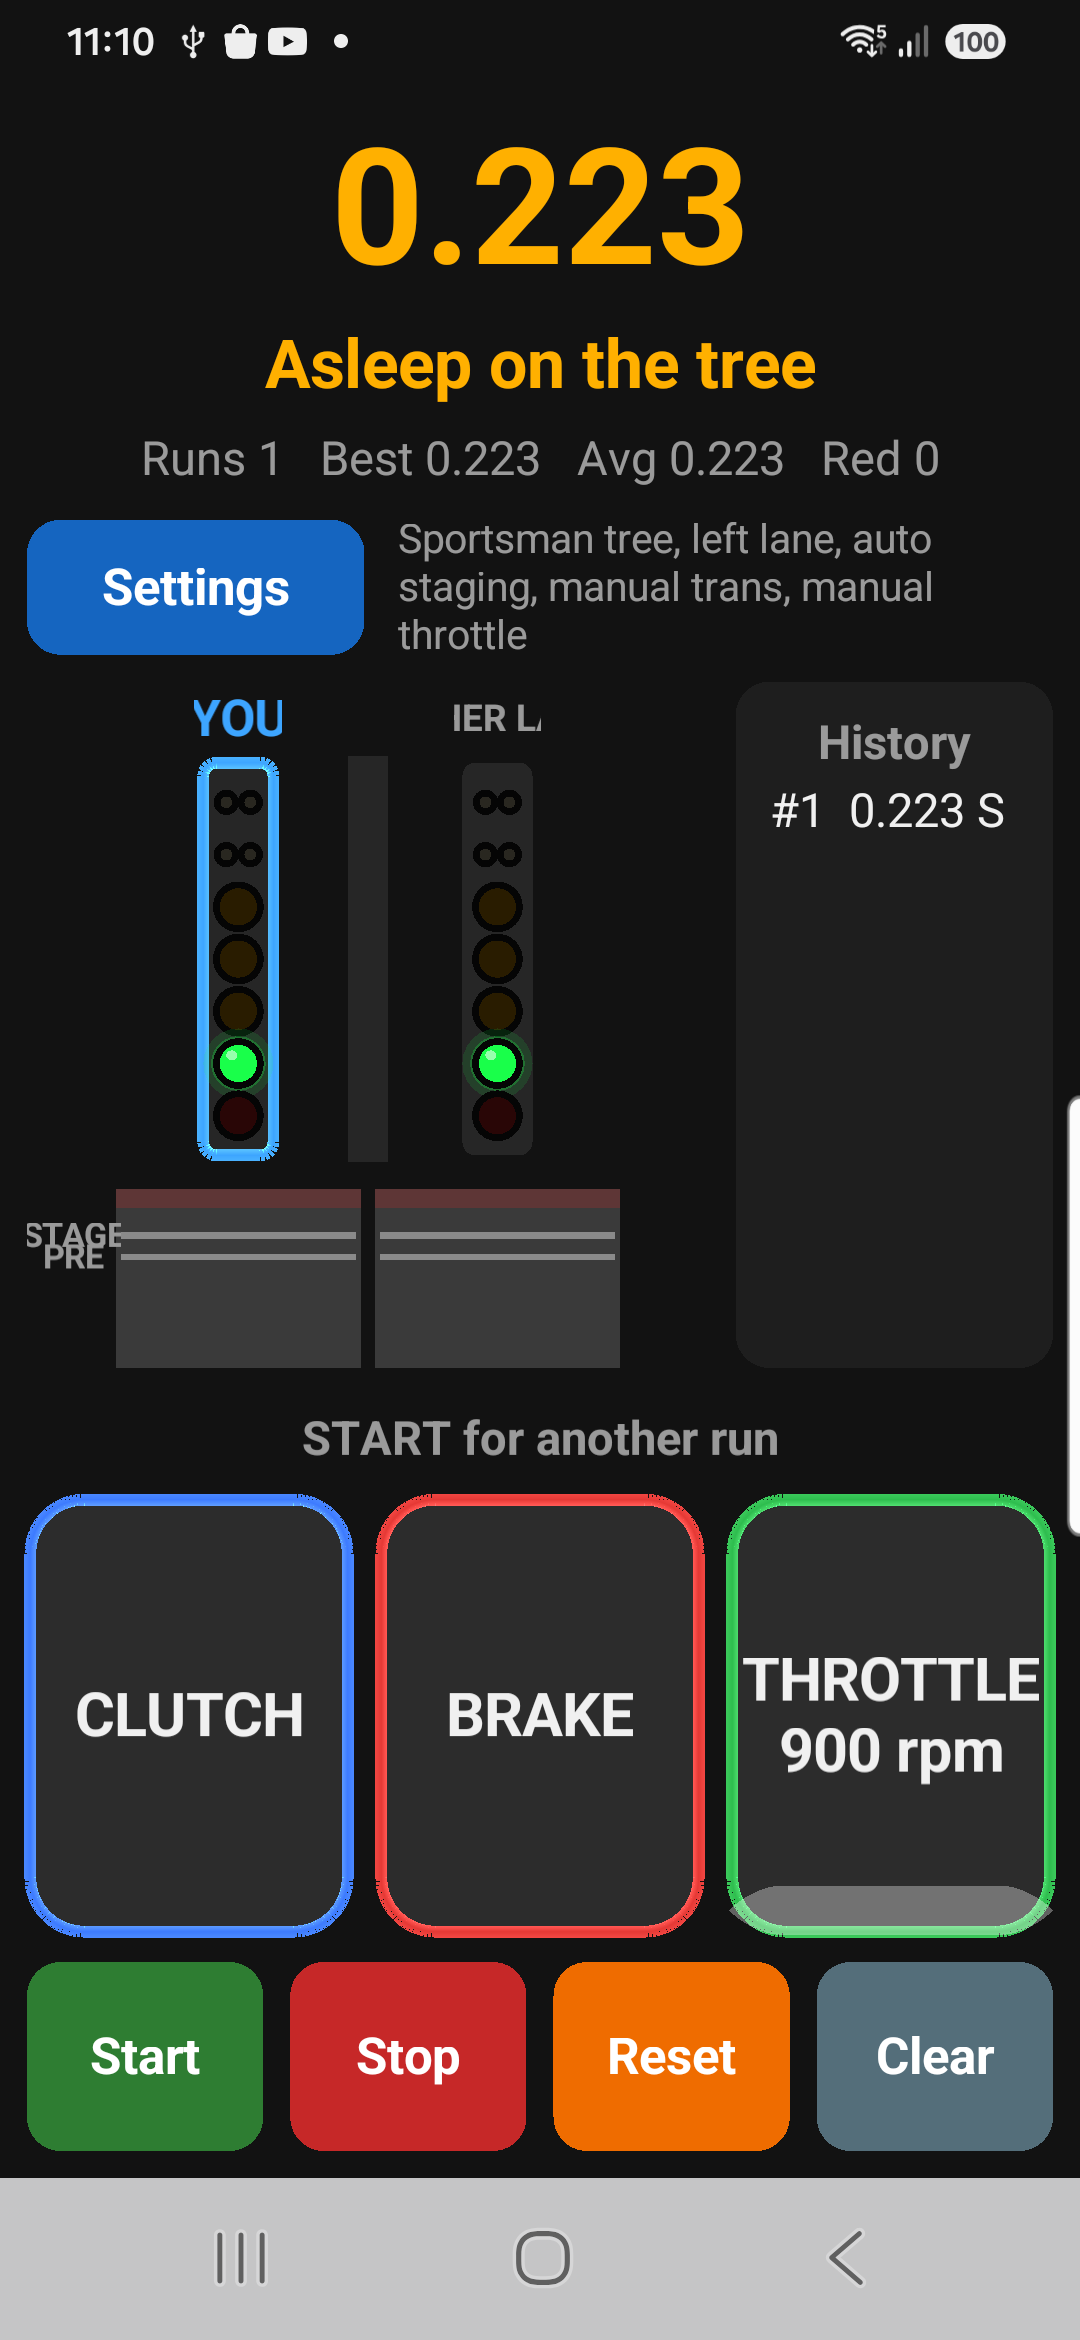 11:10
5
100
0.223
Asleep on the tree
Runs 1 Best 0.223 Avg 0.223 Red 0
Settings
Sportsman tree, left lane, auto
staging, manual trans, manual
throttle
YOU
IER LA
History
#1 0.223 S
STAGE
PRE
START for another run
CLUTCH
BRAKE
THROTTLE
900 rpm
Start
Stop
Reset
Clear